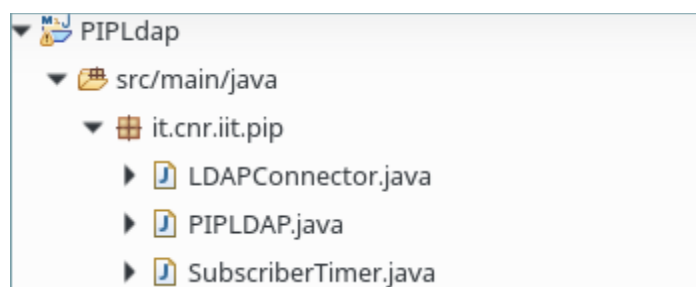 PIPLdap
src/main/java
it.cnr.iit.pip
LDAPConnector.java
PIPLDAP.java
SubscriberTimer.java